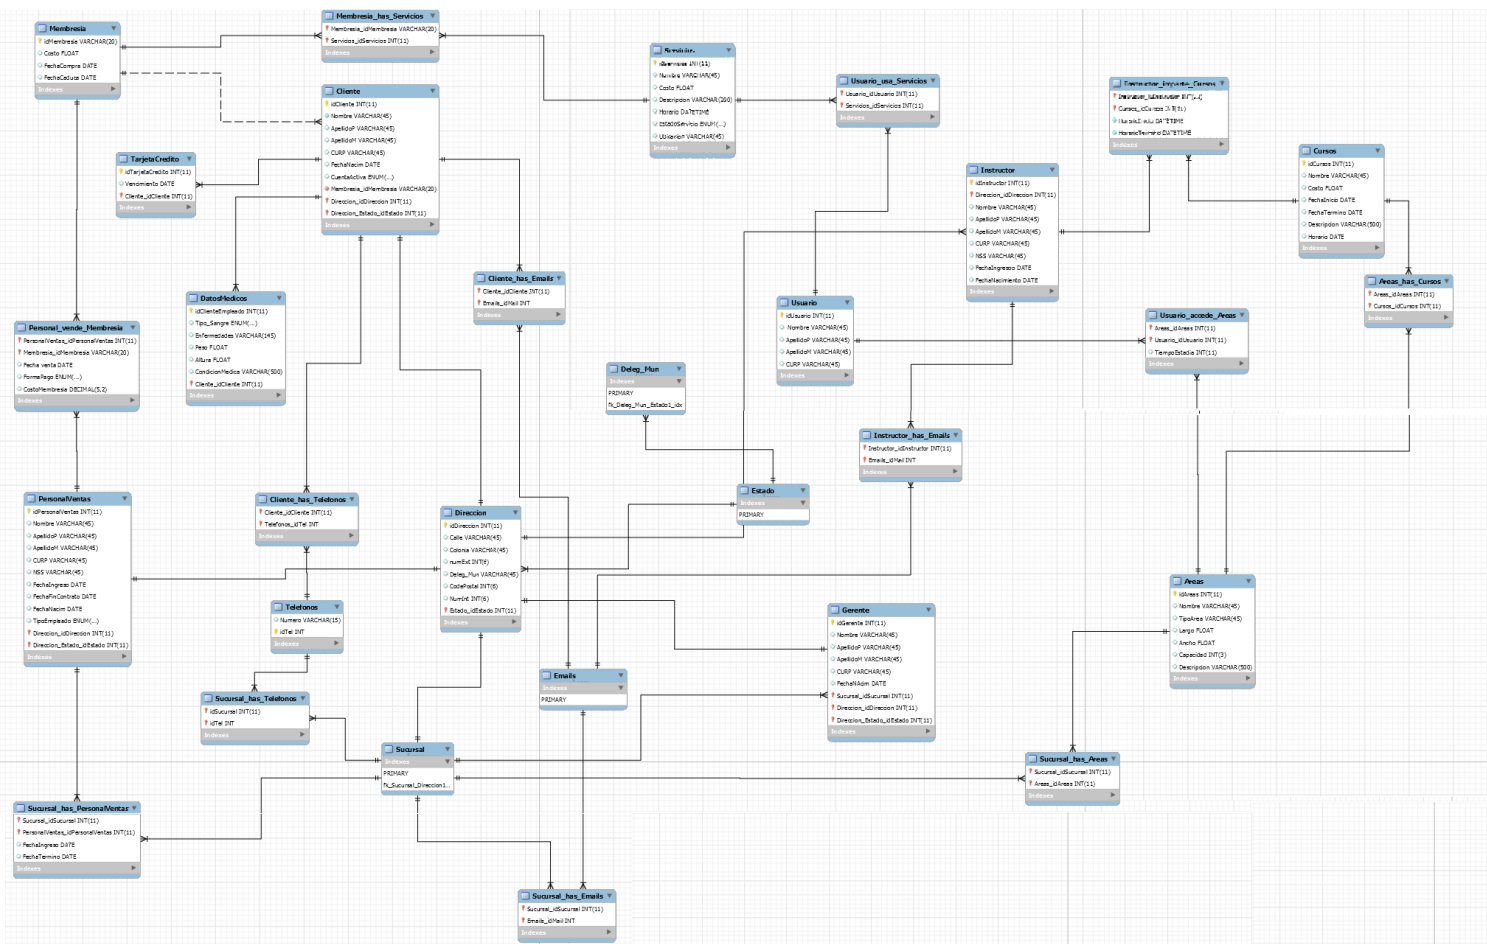 Membresia
idMembresia VARCHAR(20)
Costo FLOAT
FechaCompra DATE
FechaCaduca DATE
Indexes
Membresia_has_Servicios
Membresia_idMembresia VARCHAR(20)
Servicios_idServicios INT(11)
Indexes
Cliente
idCliente INT(11)
Nombre VARCHAR(45)
ApellidoP VARCHAR(45)
ApellidoM VARCHAR(45)
CURP VARCHAR(45)
FechaNacim DATE
CuentaActiva ENUM(...)
Membresia_idMembresia VARCHAR(20)
Direccion_idDireccion INT(11)
Direccion_Estado_idEstado INT(11)
Indexes
Servicios
idServicios INT(11)
Nombre VARCHAR(45)
Costo FLOAT
Descripcion VARCHAR(200)
Horario DATETIME
EstadoServicio ENUM(...)
Ubicacion VARCHAR(45)
Indexes
Usuario_usa_Servicios
Usuario_idUsuario INT(11)
Servicios_idServicios INT(11)
Indexes
Instructor_imparte_Cursos
Instructor_idInstructor INT(...)
Cursos_idCursos INT(11)
HorarioInicio DATETIME
HorarioTermino DATETIME
Indexes
Cursos
idCursos INT(11)
Nombre VARCHAR(45)
Costo FLOAT
FechaInicio DATE
FechaTermino DATE
Descripcion VARCHAR(500)
Horario DATE
Indexes
TarjetaCredito
idTarjetaCredito INT(11)
Vencimiento DATE
Cliente_idCliente INT(11)
Indexes
Instructor
idInstructor INT(11)
Direccion_idDireccion INT(11)
Nombre VARCHAR(45)
ApellidoP VARCHAR(45)
ApellidoM VARCHAR(45)
CURP VARCHAR(45)
NSS VARCHAR(45)
FechaIngresoo DATE
FechaNacimiento DATE
Indexes
Cliente_has_Emails
Cliente_idCliente INT(11)
Emails_idMail INT
Indexes
Areas_has_Cursos
Areas_idAreas INT(11)
Cursos_idCursos INT(11)
Indexes
DatosMedicos
idClienteEmpleado INT(11)
Tipo_Sangre ENUM(...)
Enfermedades VARCHAR(145)
Peso FLOAT
Altura FLOAT
CondicionMedica VARCHAR(500)
Cliente_idCliente INT(11)
Indexes
Usuario
idUsuario INT(11)
Nombre VARCHAR(45)
ApellidoP VARCHAR(45)
ApellidoM VARCHAR(45)
CURP VARCHAR(45)
Indexes
Usuario_accede_Areas
Areas_idAreas INT(11)
Usuario_idUsuario INT(11)
TiempoEstadia INT(11)
Indexes
Personal_vende_Membresia
PersonalVentas_idPersonalVentas INT(11)
Membresia_idMembresia VARCHAR(20)
Fecha venta DATE
FormaPago ENUM(...)
CostoMembresia DECIMAL(5,2)
Indexes
Deleg_Mun
Indexes
PRIMARY
fk_Deleg_Mun_Estado1_idx
Instructor_has_Emails
Instructor_idInstructor INT(11)
Emails_idMail INT
Indexes
Estado
Indexes
PRIMARY
PersonalVentas
idPersonalVentas INT(11)
Nombre VARCHAR(45)
ApellidoP VARCHAR(45)
ApellidoM VARCHAR(45)
CURP VARCHAR(45)
NSS VARCHAR(45)
FechaIngreso DATE
FechaFinContrato DATE
FechaNacim DATE
TipoEmpleado ENUM(...)
Direccion_idDireccion INT(11)
Direccion_Estado_idEstado INT(11)
Indexes
Cliente_has_Telefonos
Cliente_idCliente INT(11)
Telefonos_idTel INT
Indexes
Direccion
idDireccion INT(11)
Calle VARCHAR(45)
Colonia VARCHAR(45)
numExt INT(6)
Deleg_Mun VARCHAR(45)
CodePostal INT(6)
NumInt INT(6)
Estado_idEstado INT(11)
Indexes
Areas
idAreas INT(11)
Nombre VARCHAR(45)
TipoArea VARCHAR(45)
Largo FLOAT
Ancho FLOAT
Capacidad INT(3)
Descripcion VARCHAR(500)
Indexes
Telefonos
Numero VARCHAR(15)
idTel INT
Indexes
Gerente
idGerente INT(11)
Nombre VARCHAR(45)
ApellidoP VARCHAR(45)
ApellidoM VARCHAR(45)
CURP VARCHAR(45)
FechaNAcim DATE
Sucursal_idSucursal INT(11)
Direccion_idDireccion INT(11)
Direccion_Estado_idEstado INT(11)
Indexes
Emails
Indexes
PRIMARY
Sucursal_has_Telefonos
idSucursal INT(11)
idTel INT
Indexes
Sucursal
Indexes
PRIMARY
fk_Sucursal_Direccion1...
Sucursal_has_Areas
Sucursal_idSucursal INT(11)
Areas_idAreas INT(11)
Indexes
Sucursal_has_PersonalVentas
Sucursal_idSucursal INT(11)
PersonalVentas_idPersonalVentas INT(11)
FechaIngreso DATE
FechaTermino DATE
Indexes
Sucursal_has_Emails
Sucursal_idSucursal INT(11)
Emails_idMail INT
Indexes